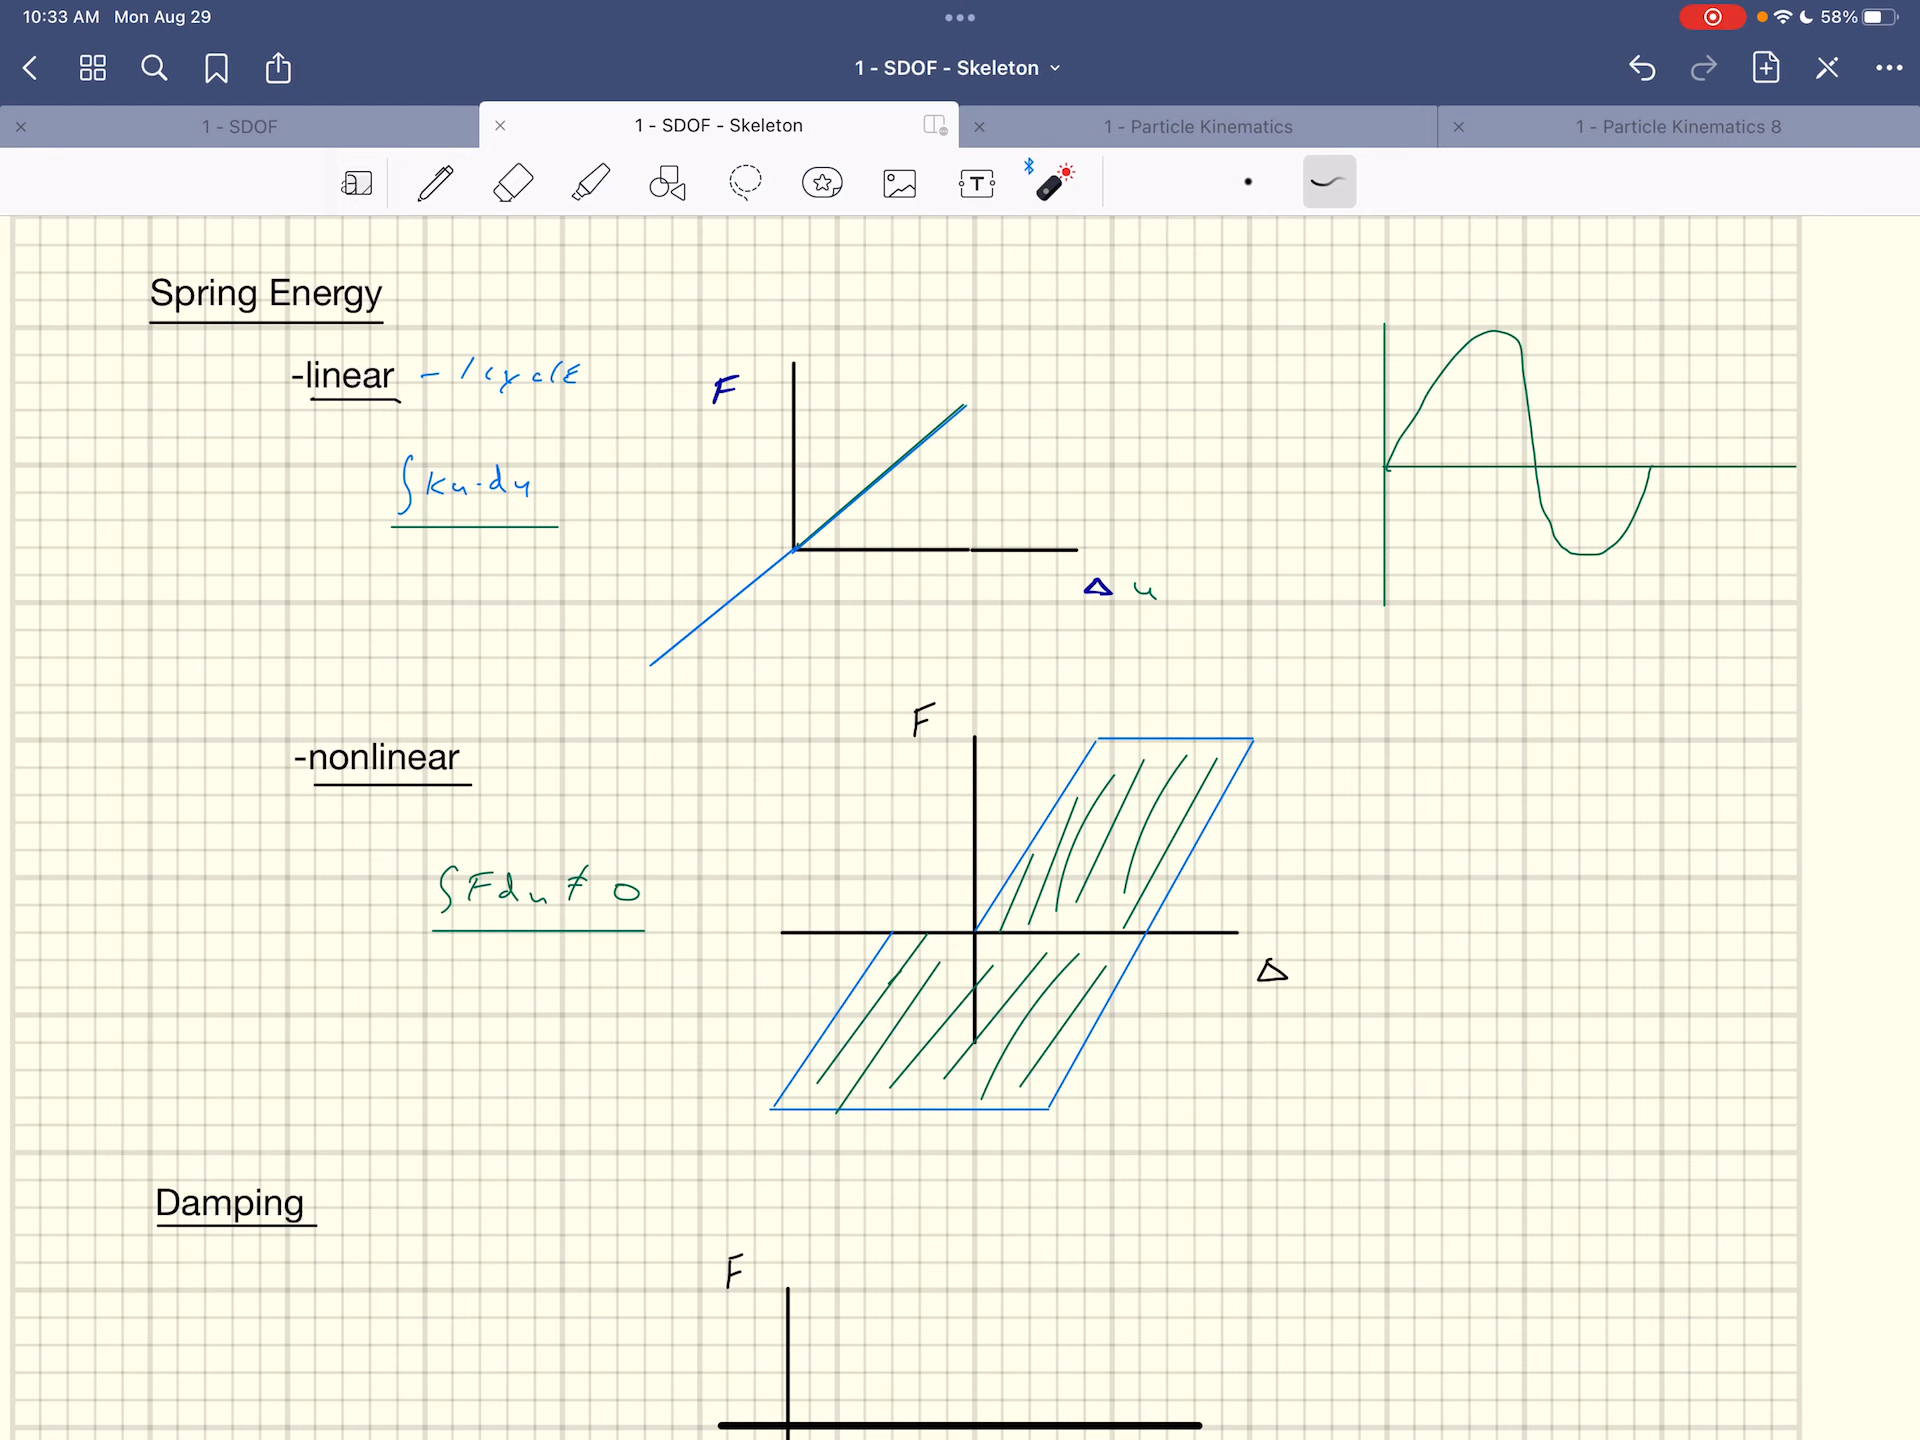 10:33 AM Mon Aug 29
58%
1 - SDOF - Skeleton
1 - SDOF
1 - SDOF - Skeleton
1 - Particle Kinematics
1 - Particle Kinematics 8
Spring Energy
-linear - 1 cycle
F
∫ku·du
Δ u
F
-nonlinear
∫Fdu ≠ 0
Δ
Damping
F